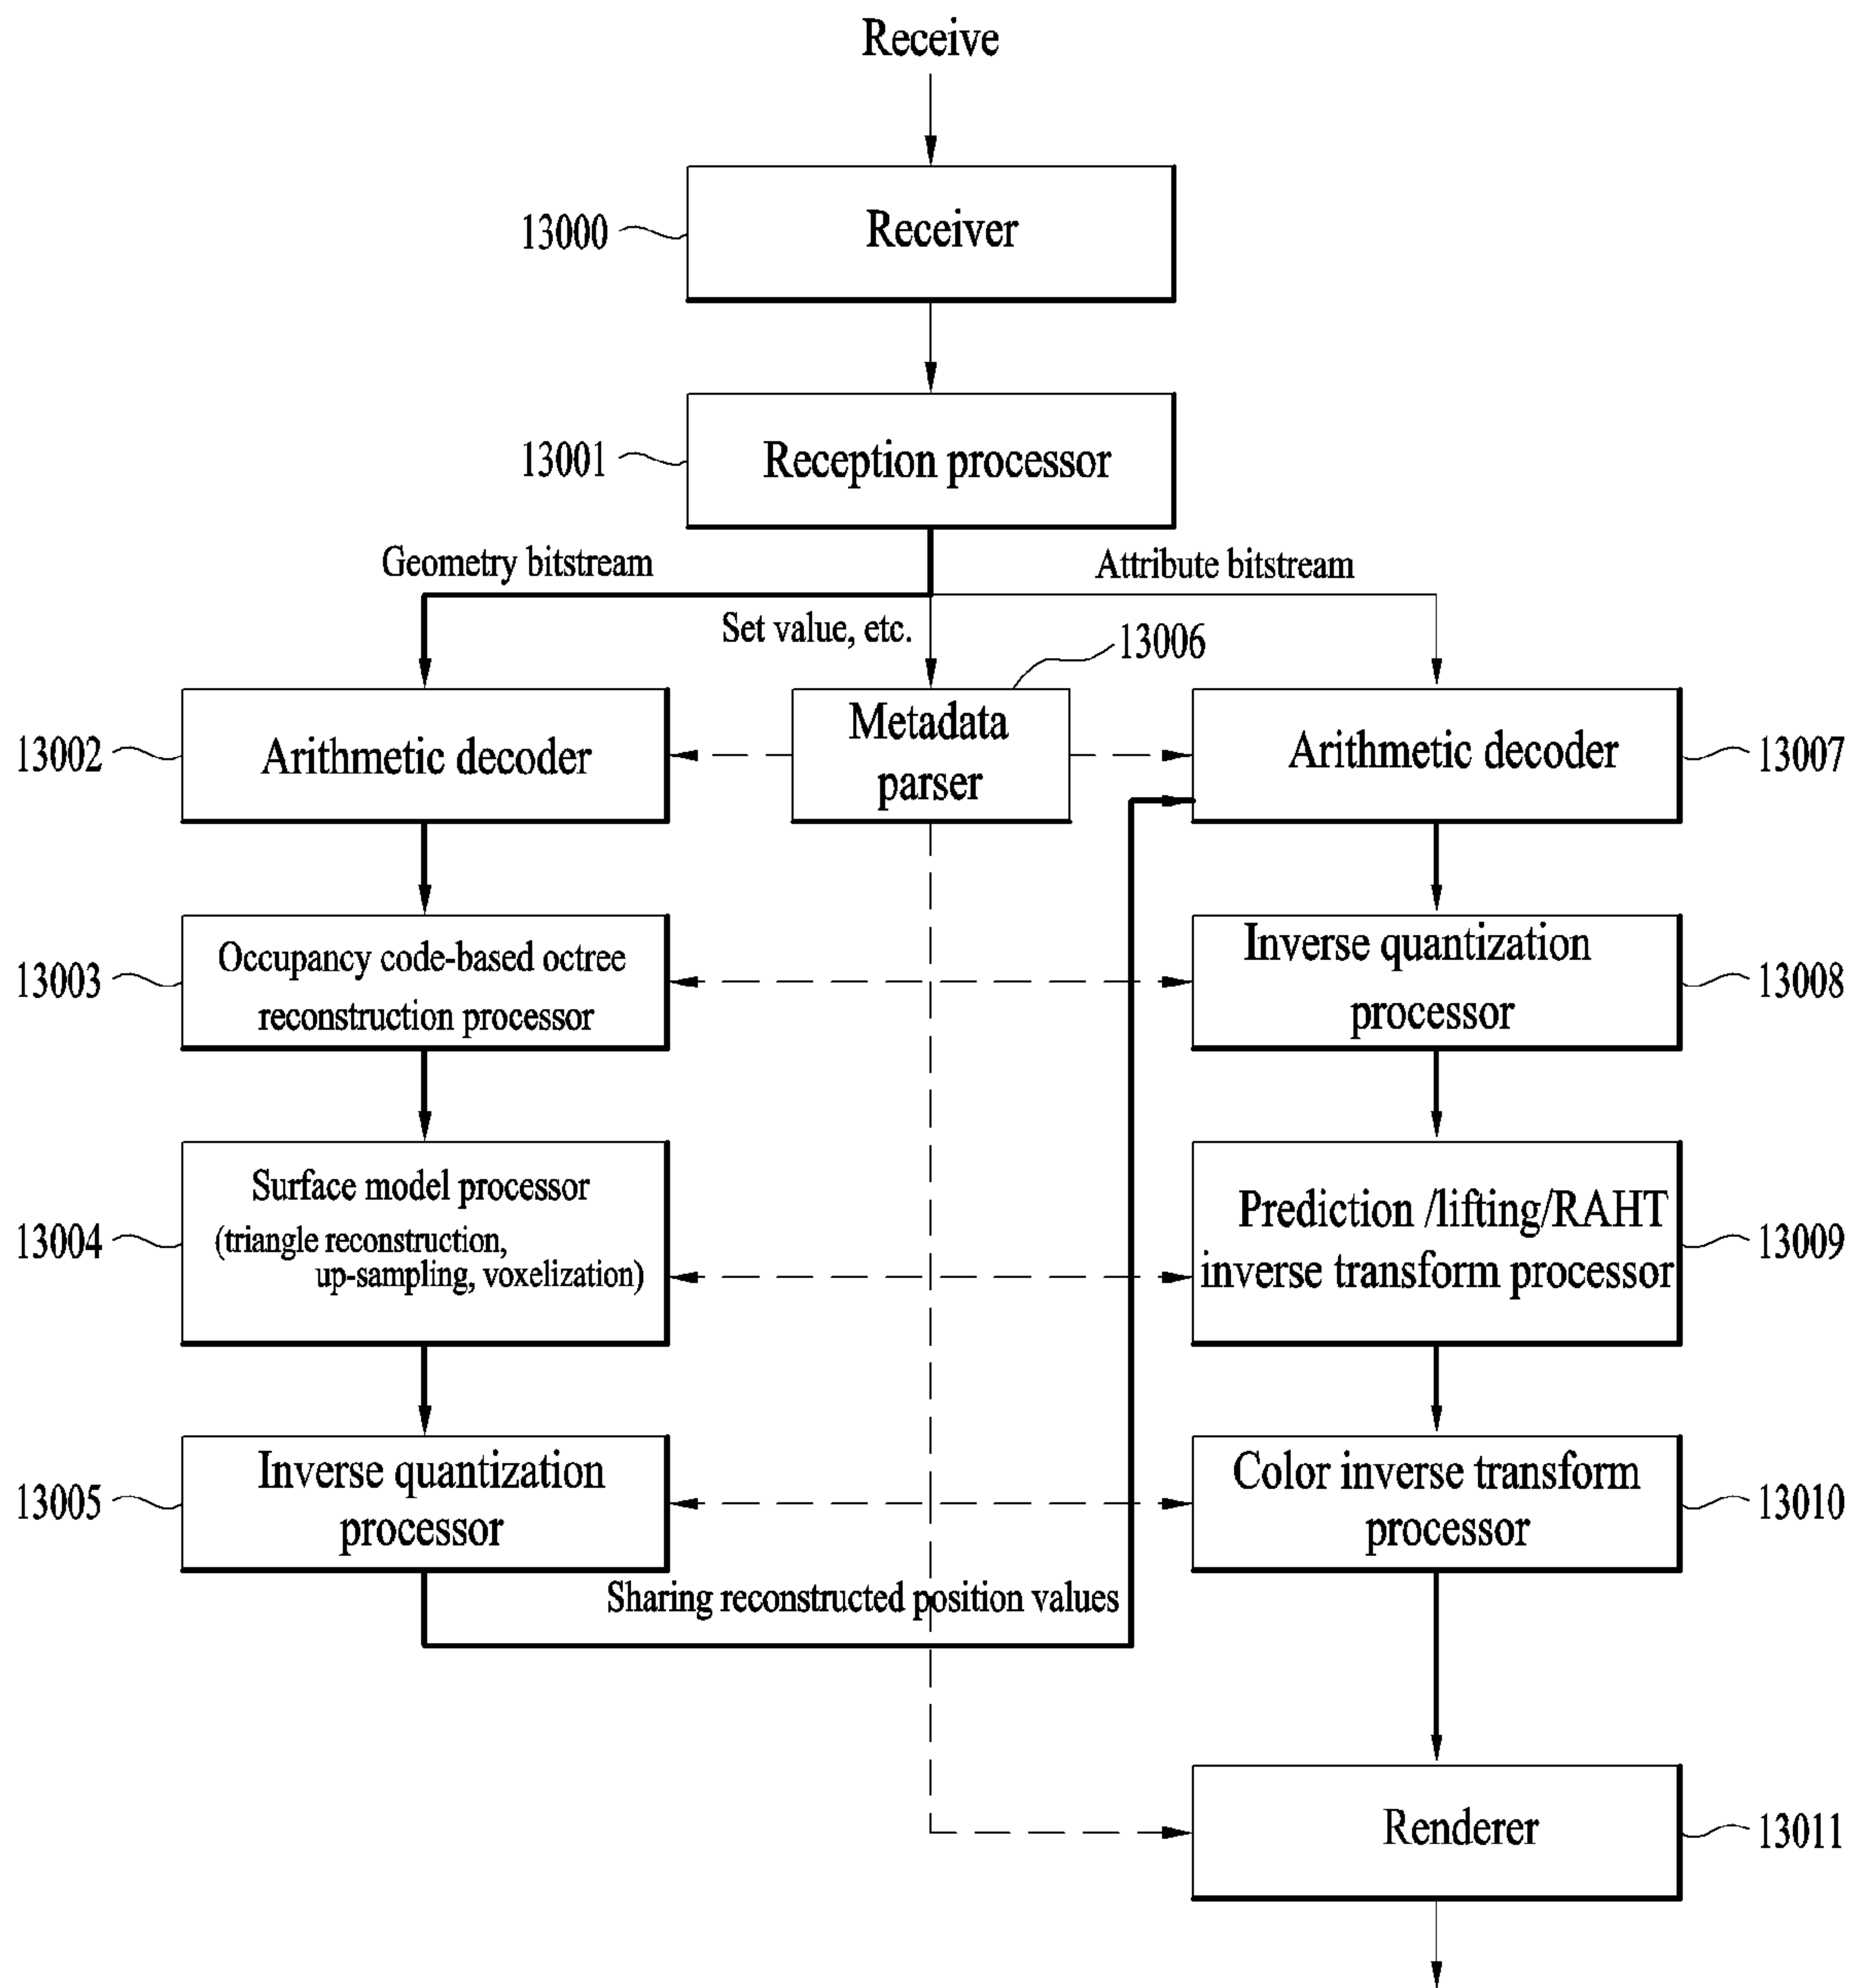 Receive
13000
Receiver
13001
Reception processor
Geometry bitstream
Attribute bitstream
Set value, etc.
13006
13002
Arithmetic decoder
Metadata
parser
Arithmetic decoder
13007
13003
Occupancy code-based octree
reconstruction processor
Inverse quantization
processor
13008
13004
Surface model processor
(triangle reconstruction,
up-sampling, voxelization)
Prediction /lifting/RAHT
inverse transform processor
13009
13005
Inverse quantization
processor
Color inverse transform
processor
13010
Sharing reconstructed position values
Renderer
13011